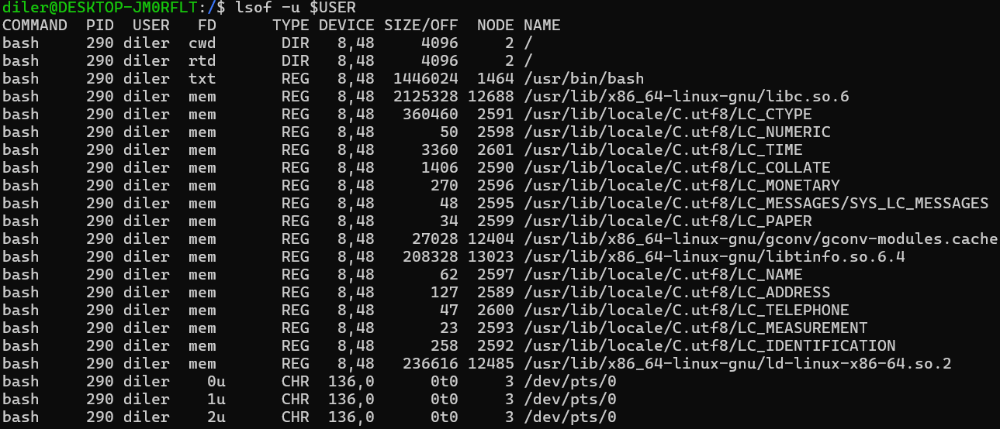 diler@DESKTOP-JM0RFLT:/$ lsof -u $USER
COMMAND  PID  USER   FD      TYPE DEVICE SIZE/OFF  NODE NAME
bash     290 diler  cwd       DIR   8,48     4096     2 /
bash     290 diler  rtd       DIR   8,48     4096     2 /
bash     290 diler  txt       REG   8,48  1446024  1464 /usr/bin/bash
bash     290 diler  mem       REG   8,48  2125328 12688 /usr/lib/x86_64-linux-gnu/libc.so.6
bash     290 diler  mem       REG   8,48   360460  2591 /usr/lib/locale/C.utf8/LC_CTYPE
bash     290 diler  mem       REG   8,48       50  2598 /usr/lib/locale/C.utf8/LC_NUMERIC
bash     290 diler  mem       REG   8,48     3360  2601 /usr/lib/locale/C.utf8/LC_TIME
bash     290 diler  mem       REG   8,48     1406  2590 /usr/lib/locale/C.utf8/LC_COLLATE
bash     290 diler  mem       REG   8,48      270  2596 /usr/lib/locale/C.utf8/LC_MONETARY
bash     290 diler  mem       REG   8,48       48  2595 /usr/lib/locale/C.utf8/LC_MESSAGES/SYS_LC_MESSAGES
bash     290 diler  mem       REG   8,48       34  2599 /usr/lib/locale/C.utf8/LC_PAPER
bash     290 diler  mem       REG   8,48    27028 12404 /usr/lib/x86_64-linux-gnu/gconv/gconv-modules.cache
bash     290 diler  mem       REG   8,48   208328 13023 /usr/lib/x86_64-linux-gnu/libtinfo.so.6.4
bash     290 diler  mem       REG   8,48       62  2597 /usr/lib/locale/C.utf8/LC_NAME
bash     290 diler  mem       REG   8,48      127  2589 /usr/lib/locale/C.utf8/LC_ADDRESS
bash     290 diler  mem       REG   8,48       47  2600 /usr/lib/locale/C.utf8/LC_TELEPHONE
bash     290 diler  mem       REG   8,48       23  2593 /usr/lib/locale/C.utf8/LC_MEASUREMENT
bash     290 diler  mem       REG   8,48      258  2592 /usr/lib/locale/C.utf8/LC_IDENTIFICATION
bash     290 diler  mem       REG   8,48   236616 12485 /usr/lib/x86_64-linux-gnu/ld-linux-x86-64.so.2
bash     290 diler    0u      CHR  136,0      0t0     3 /dev/pts/0
bash     290 diler    1u      CHR  136,0      0t0     3 /dev/pts/0
bash     290 diler    2u      CHR  136,0      0t0     3 /dev/pts/0